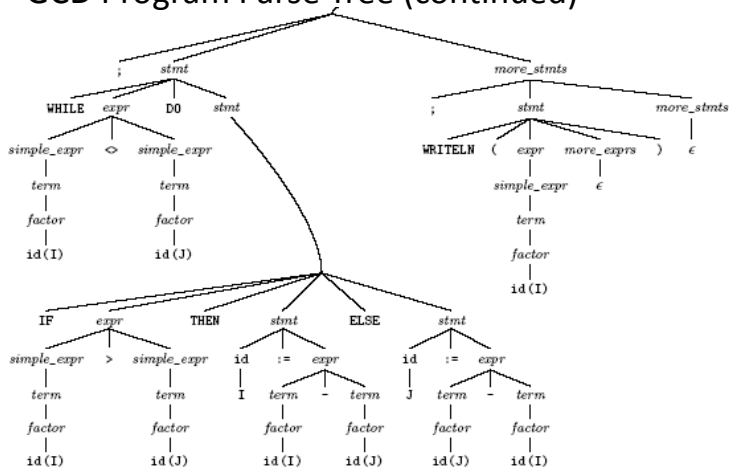 GCD Program Parse Tree (continued)
; stmt more_stmts
WHILE expr DO stmt ; stmt more_stmts
simple_expr <> simple_expr WRITELN ( expr more_exprs ) ϵ
term term simple_expr ϵ
factor factor term
id(I) id(J) factor
id(I)
IF expr THEN stmt ELSE stmt
simple_expr > simple_expr id := expr id := expr
term term I term - term J term - term
factor factor factor factor factor factor
id(I) id(J) id(I) id(J) id(J) id(I)